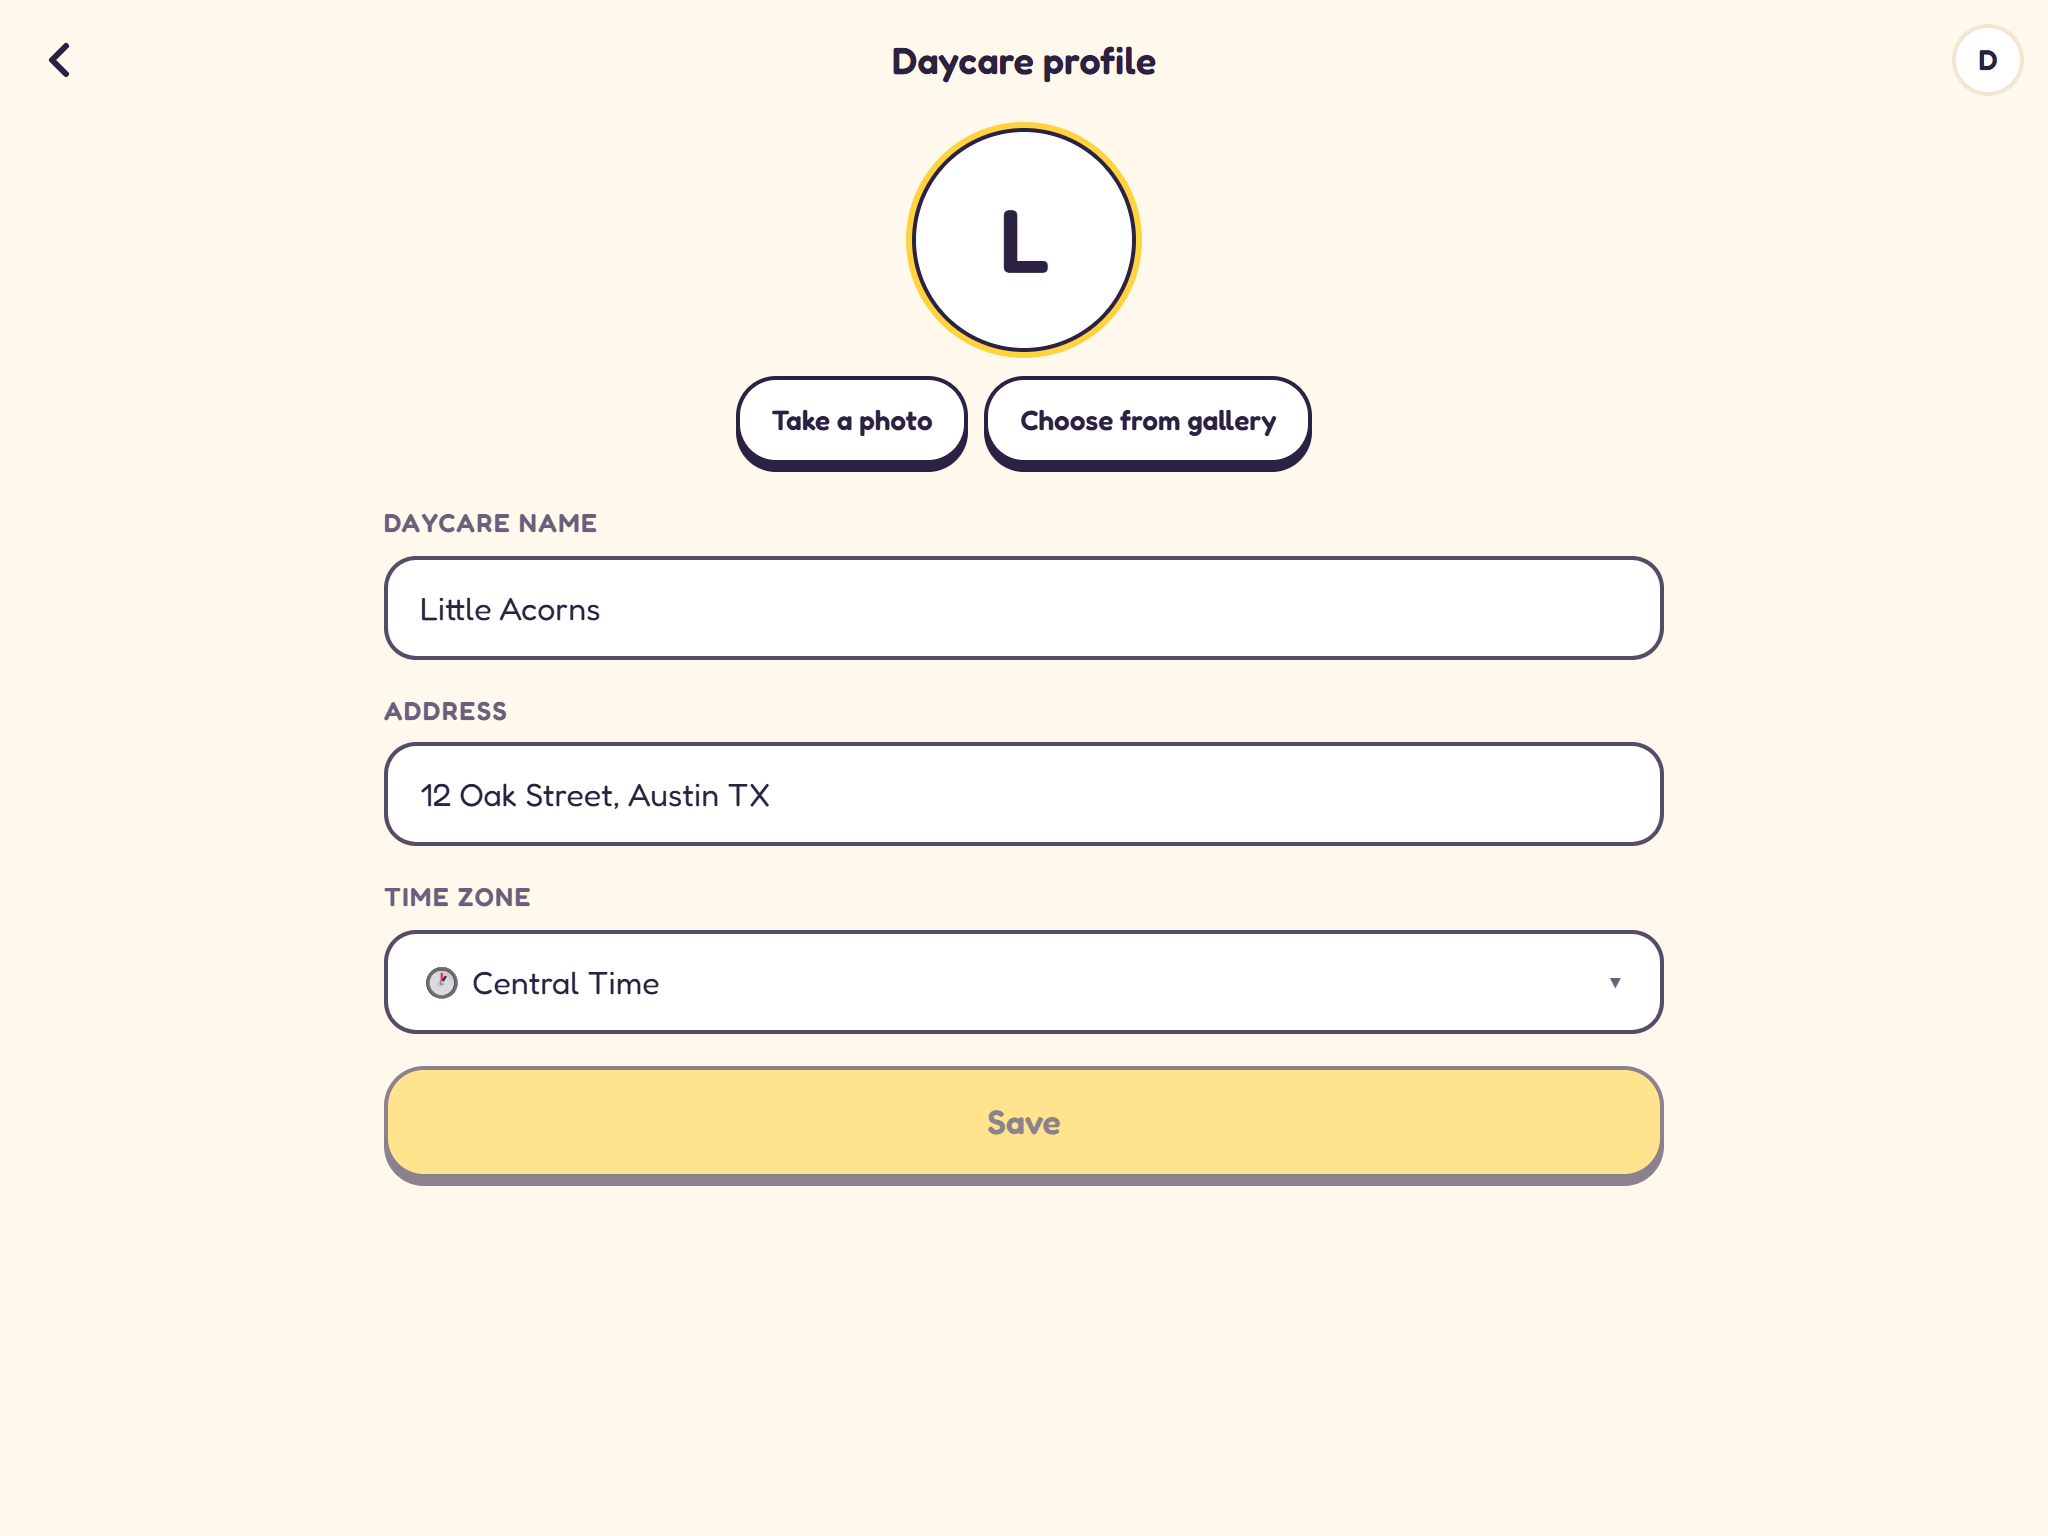 Daycare profile
D
L
Take a photo
Choose from gallery
DAYCARE NAME
Little Acorns
ADDRESS
12 Oak Street, Austin TX
TIME ZONE
Central Time
Save